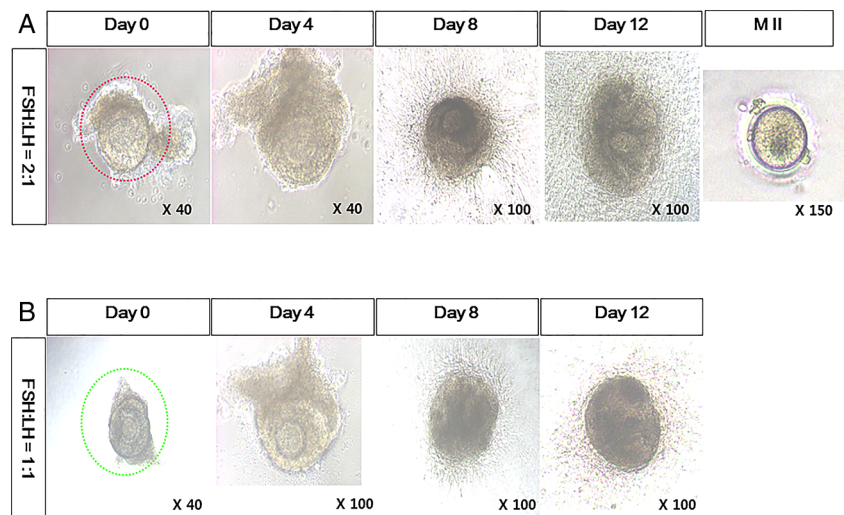 A
Day 0
Day 4
Day 8
Day 12
M II
FSH:LH = 2:1
X 40
X 40
X 100
X 100
X 150
B
Day 0
Day 4
Day 8
Day 12
FSH:LH = 1:1
X 40
X 100
X 100
X 100